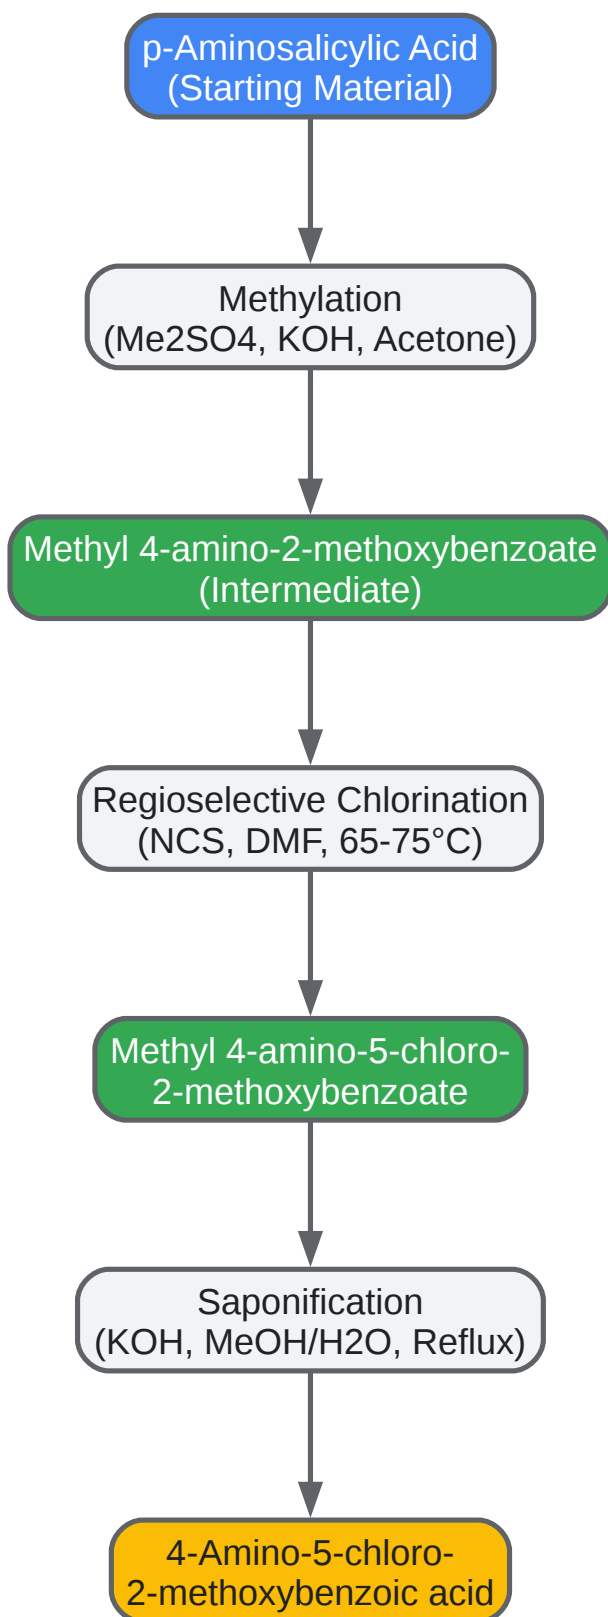 p-Aminosalicylic Acid
(Starting Material)
Methylation
(Me2SO4, KOH, Acetone)
Methyl 4-amino-2-methoxybenzoate
(Intermediate)
Regioselective Chlorination
(NCS, DMF, 65-75°C)
Methyl 4-amino-5-chloro-
2-methoxybenzoate
Saponification
(KOH, MeOH/H2O, Reflux)
4-Amino-5-chloro-
2-methoxybenzoic acid